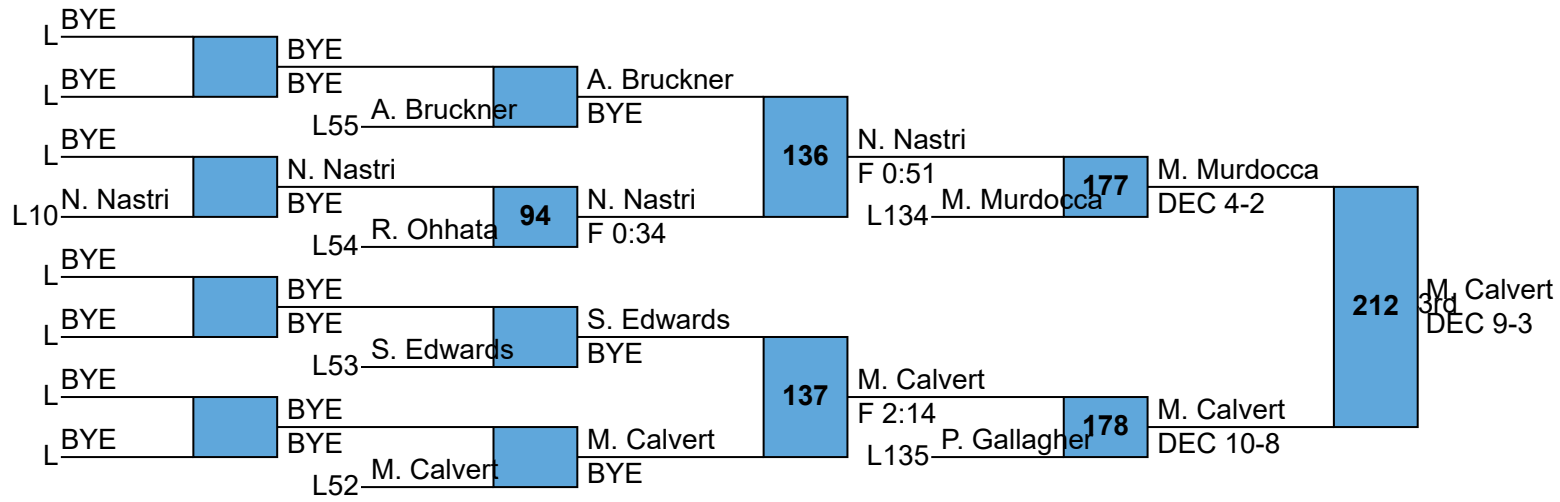 BYE
L
BYE
L
BYE
BYE
L55
A. Bruckner
A. Bruckner
BYE
BYE
L
L10
N. Nastri
N. Nastri
BYE
L54
R. Ohhata
94
N. Nastri
F 0:34
136
N. Nastri
F 0:51
L134
M. Murdocca
177
M. Murdocca
DEC 4-2
BYE
L
BYE
L
BYE
BYE
L53
S. Edwards
S. Edwards
BYE
BYE
L
BYE
L
BYE
BYE
L52
M. Calvert
M. Calvert
BYE
137
M. Calvert
F 2:14
L135
P. Gallagher
178
M. Calvert
DEC 10-8
212
3rd
M. Calvert
DEC 9-3